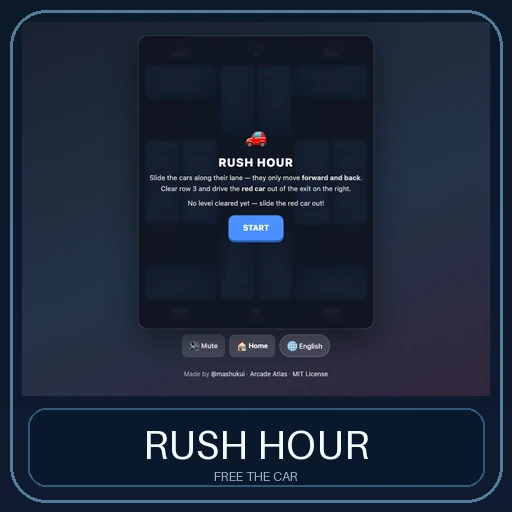 RUSH HOUR
Slide the cars along their lane — they only move forward and back.
Clear row 3 and drive the red car out of the exit on the right.
No level cleared yet — slide the red car out!
START
Mute
Home
English
Made by @mashukui · Arcade Atlas · MIT License
RUSH HOUR
FREE THE CAR